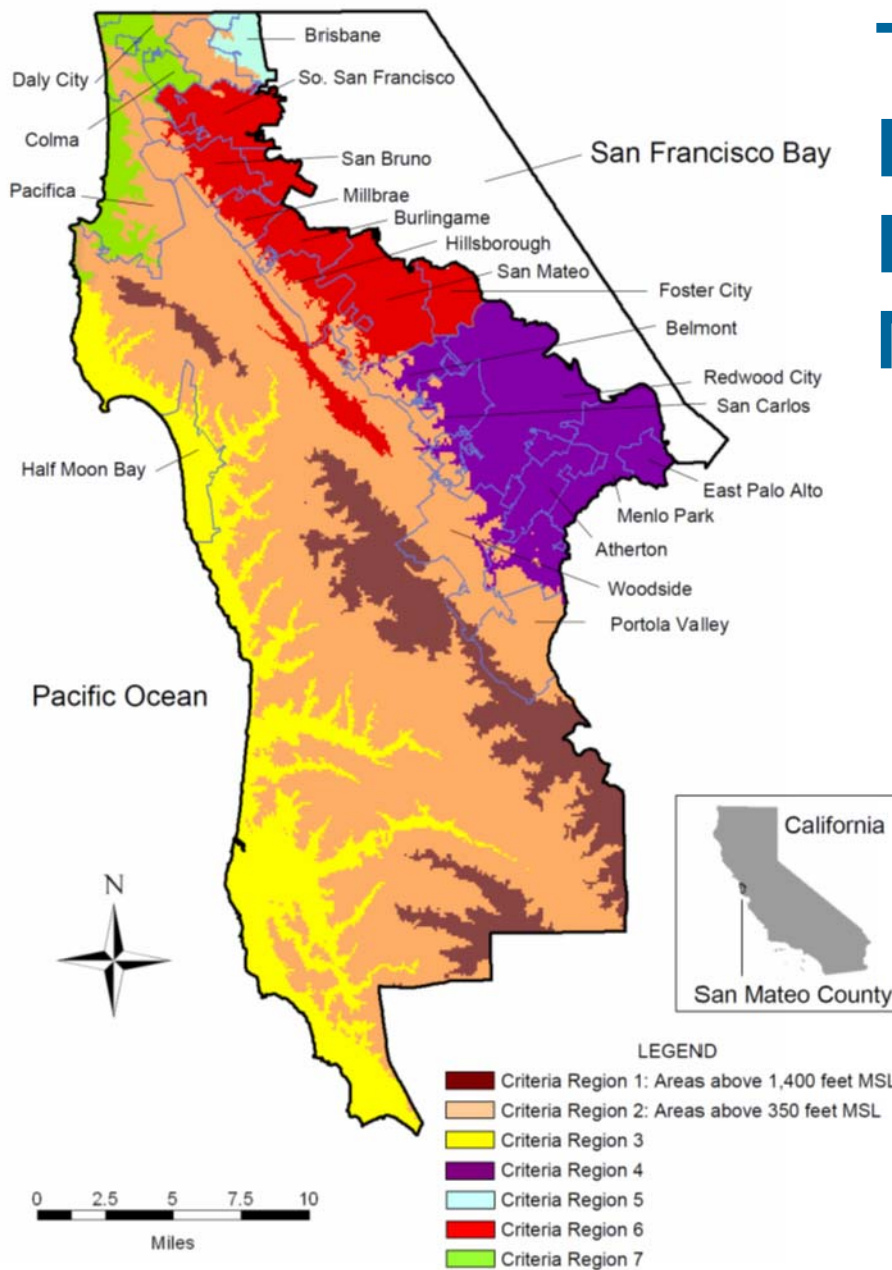 Brisbane
Daly City
So. San Francisco
Colma
San Bruno
San Francisco Bay
Pacifica
Millbrae
Burlingame
Hillsborough
San Mateo
Foster City
Belmont
Redwood City
San Carlos
Half Moon Bay
East Palo Alto
Menlo Park
Atherton
Woodside
Portola Valley
Pacific Ocean
California
N
San Mateo County
LEGEND
Criteria Region 1: Areas above 1,400 feet MSL
Criteria Region 2: Areas above 350 feet MSL
Criteria Region 3
Criteria Region 4
Criteria Region 5
Criteria Region 6
Criteria Region 7
0 2.5 5 7.5 10
Miles